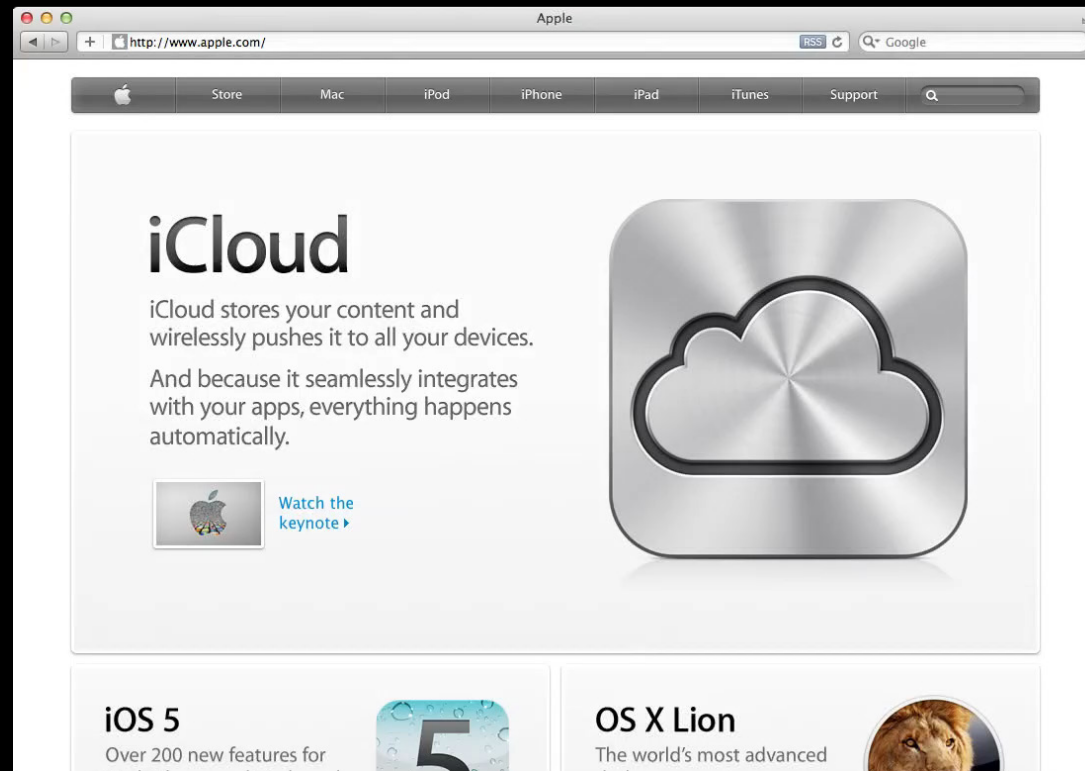 Apple
http://www.apple.com/
RSS
Google
Store
Mac
iPod
iPhone
iPad
iTunes
Support
iCloud
iCloud stores your content and
wirelessly pushes it to all your devices.
And because it seamlessly integrates
with your apps, everything happens
automatically.
Watch the
keynote
iOS 5
Over 200 new features for
5
OS X Lion
The world's most advanced